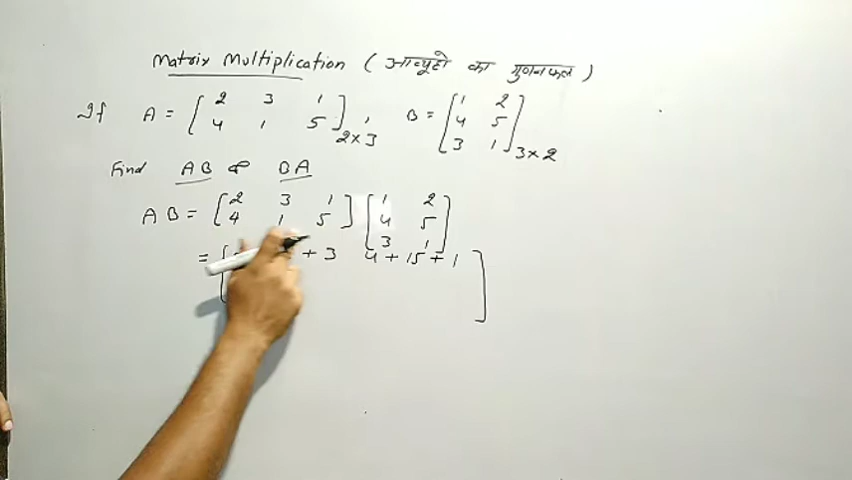 Matrix Multiplication ( आव्यूहो का गुणनफल )
If A = [ 2 3 1 ] , B = [ 1 2 ]
4 1 5 2×3 4 5
3 1 3×2
Find AB & BA
AB = [ 2 3 1 ] [ 1 2 ]
4 1 5 4 5
3 1
= [ + 3 4 + 15 + 1 ]